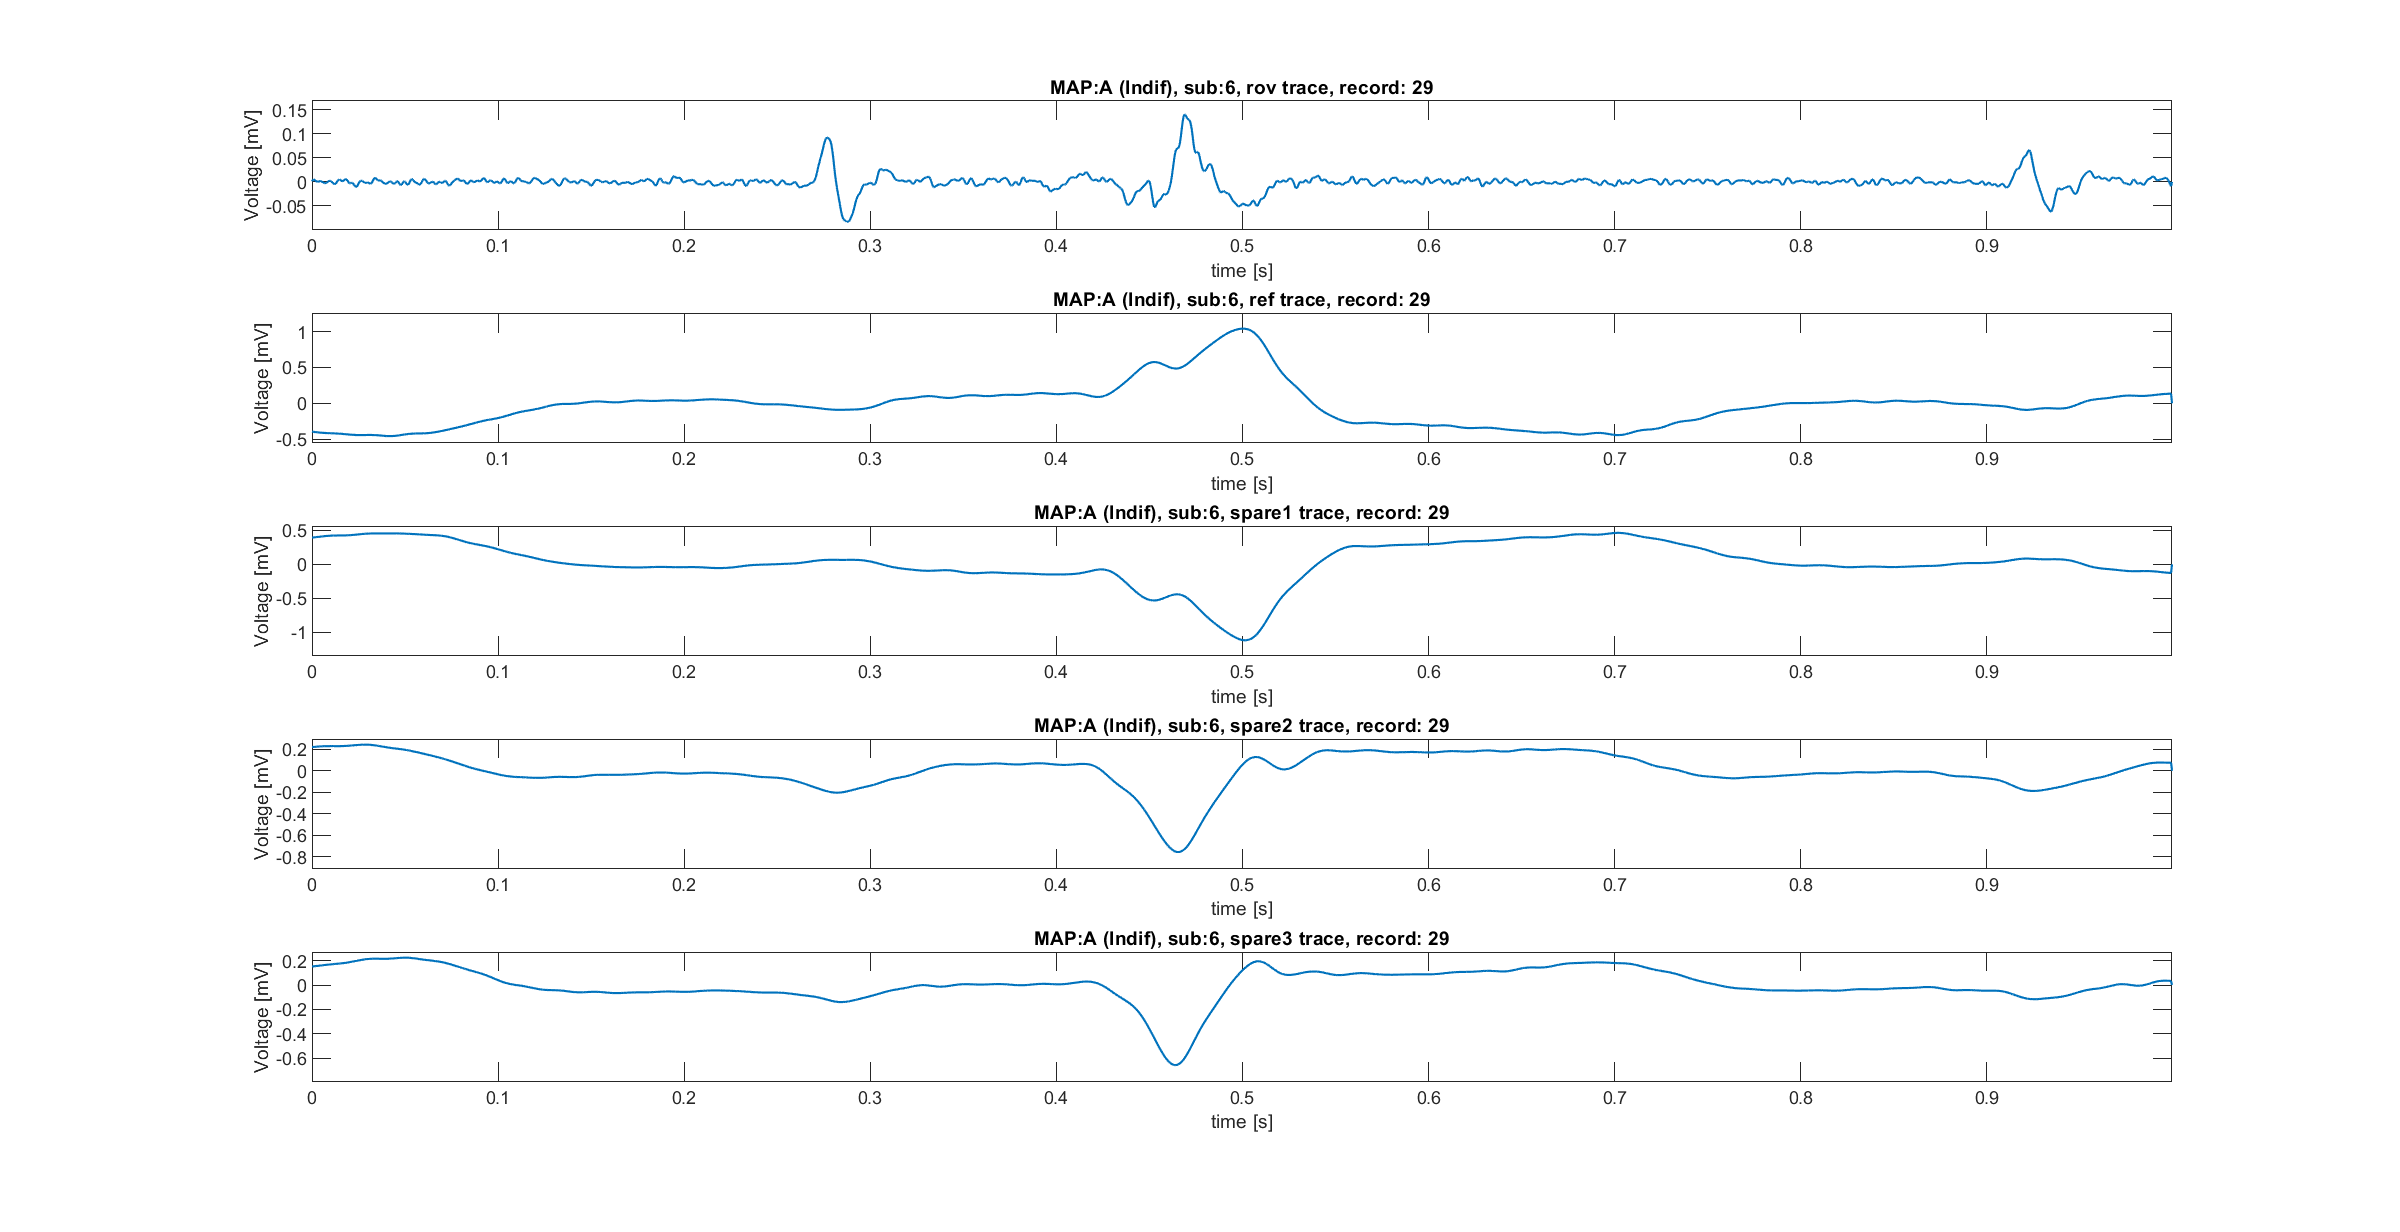 MAP:A (Indif), sub:6, rov trace, record: 29
Voltage [mV]
0.15
0.1
0.05
0
-0.05
0 0.1 0.2 0.3 0.4 0.5 0.6 0.7 0.8 0.9
time [s]
MAP:A (Indif), sub:6, ref trace, record: 29
Voltage [mV]
1
0.5
0
-0.5
0 0.1 0.2 0.3 0.4 0.5 0.6 0.7 0.8 0.9
time [s]
MAP:A (Indif), sub:6, spare1 trace, record: 29
Voltage [mV]
0.5
0
-0.5
-1
0 0.1 0.2 0.3 0.4 0.5 0.6 0.7 0.8 0.9
time [s]
MAP:A (Indif), sub:6, spare2 trace, record: 29
Voltage [mV]
0.2
0
-0.2
-0.4
-0.6
-0.8
0 0.1 0.2 0.3 0.4 0.5 0.6 0.7 0.8 0.9
time [s]
MAP:A (Indif), sub:6, spare3 trace, record: 29
Voltage [mV]
0.2
0
-0.2
-0.4
-0.6
0 0.1 0.2 0.3 0.4 0.5 0.6 0.7 0.8 0.9
time [s]